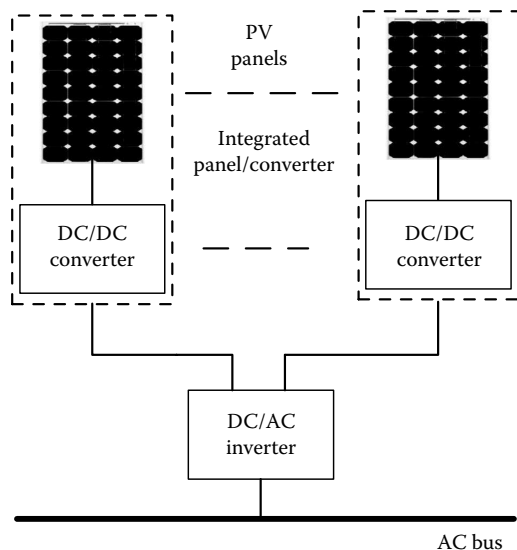 PV
panels
Integrated
panel/converter
DC/DC
converter
DC/DC
converter
DC/AC
inverter
AC bus